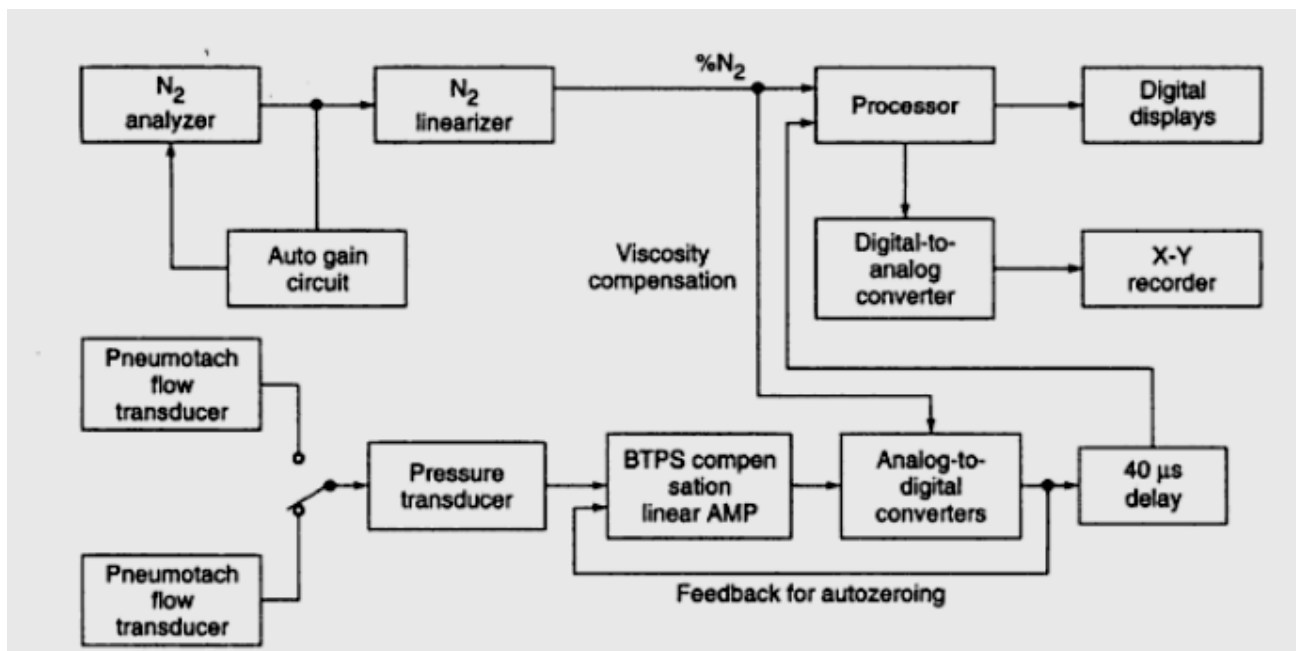 N₂
analyzer
N₂
linearizer
%N₂
Processor
Digital
displays
Auto gain
circuit
Viscosity
compensation
Digital-to-
analog
converter
X-Y
recorder
Pneumotach
flow
transducer
Pressure
transducer
BTPS compen
sation
linear AMP
Analog-to-
digital
converters
40 μs
delay
Pneumotach
flow
transducer
Feedback for autozeroing